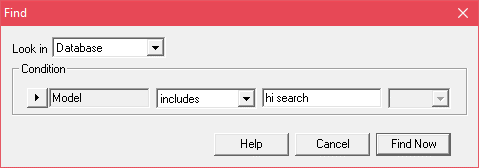 Find
Look in Database
Condition
Model includes hi search
Help Cancel Find Now